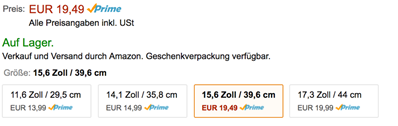 Preis: EUR 19,49 Prime
Alle Preisangaben inkl. USt
Auf Lager.
Verkauf und Versand durch Amazon. Geschenkverpackung verfügbar.
Größe: 15,6 Zoll / 39,6 cm
11,6 Zoll / 29,5 cm
EUR 13,99 Prime
14,1 Zoll / 35,8 cm
EUR 14,99 Prime
15,6 Zoll / 39,6 cm
EUR 19,49 Prime
17,3 Zoll / 44 cm
EUR 19,99 Prime